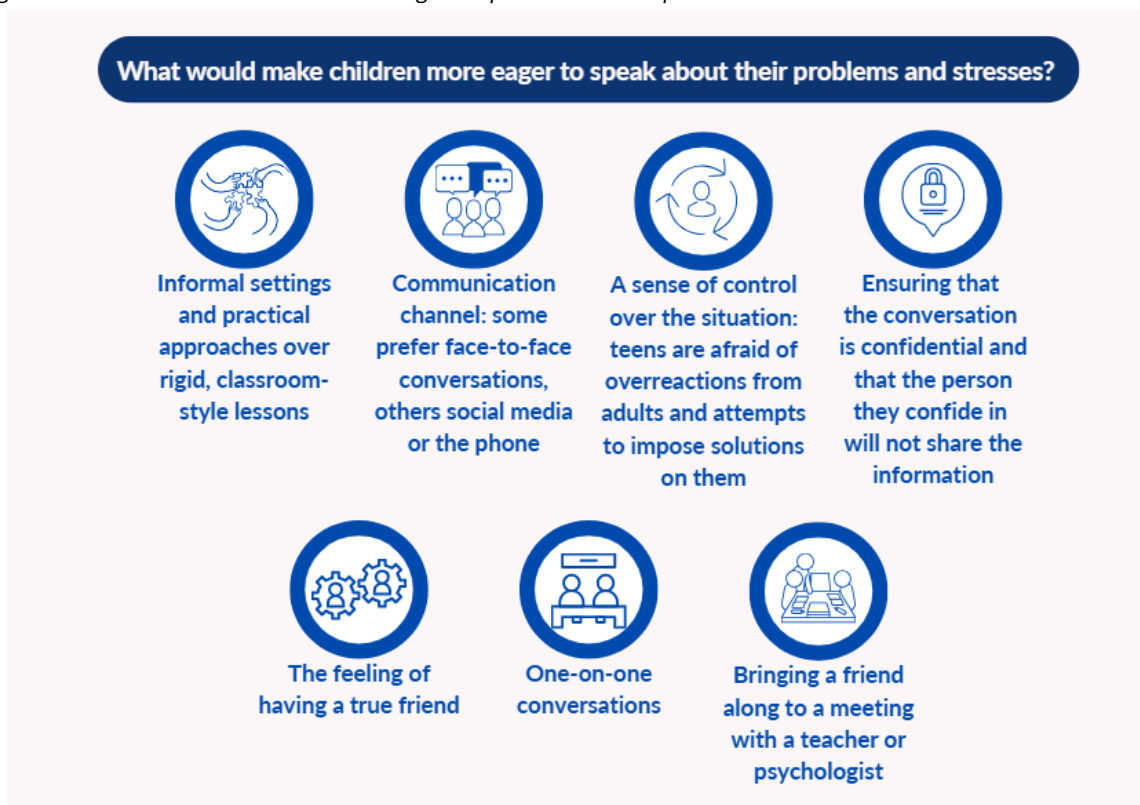 What would make children more eager to speak about their problems and stresses?
Informal settings
and practical
approaches over
rigid, classroom-
style lessons
Communication
channel: some
prefer face-to-face
conversations,
others social media
or the phone
A sense of control
over the situation:
teens are afraid of
overreactions from
adults and attempts
to impose solutions
on them
Ensuring that
the conversation
is confidential and
that the person
they confide in
will not share the
information
The feeling of
having a true friend
One-on-one
conversations
Bringing a friend
along to a meeting
with a teacher or
psychologist